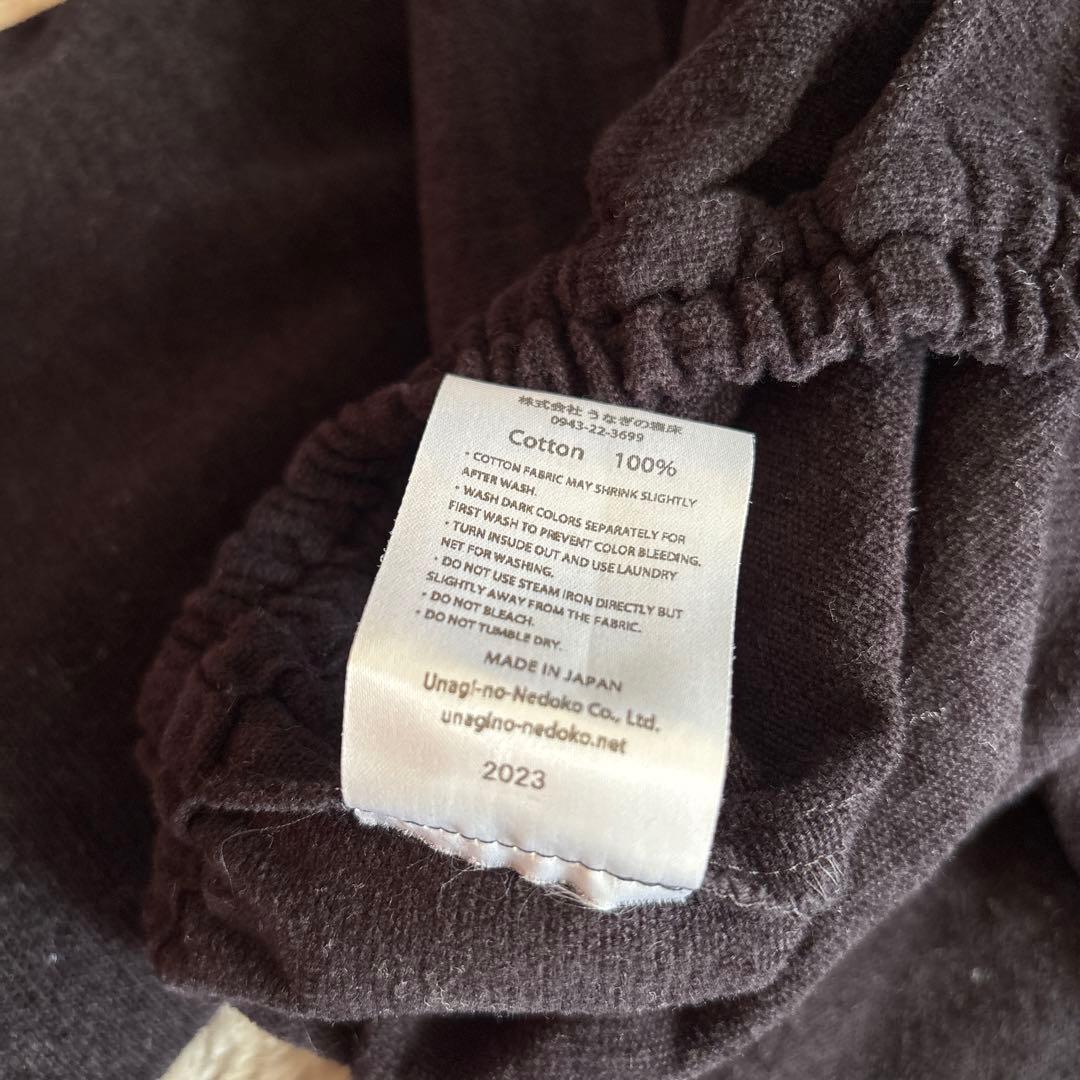 株式会社 うなぎの寝床
0943-22-3699
Cotton 100%
• COTTON FABRIC MAY SHRINK SLIGHTLY
AFTER WASH.
• WASH DARK COLORS SEPARATELY FOR
FIRST WASH TO PREVENT COLOR BLEEDING.
• TURN INSIDE OUT AND USE LAUNDRY
NET FOR WASHING.
• DO NOT USE STEAM IRON DIRECTLY BUT
SLIGHTLY AWAY FROM THE FABRIC.
• DO NOT BLEACH.
• DO NOT TUMBLE DRY.
MADE IN JAPAN
Unagi-no-Nedoko Co., Ltd.
unagino-nedoko.net
2023